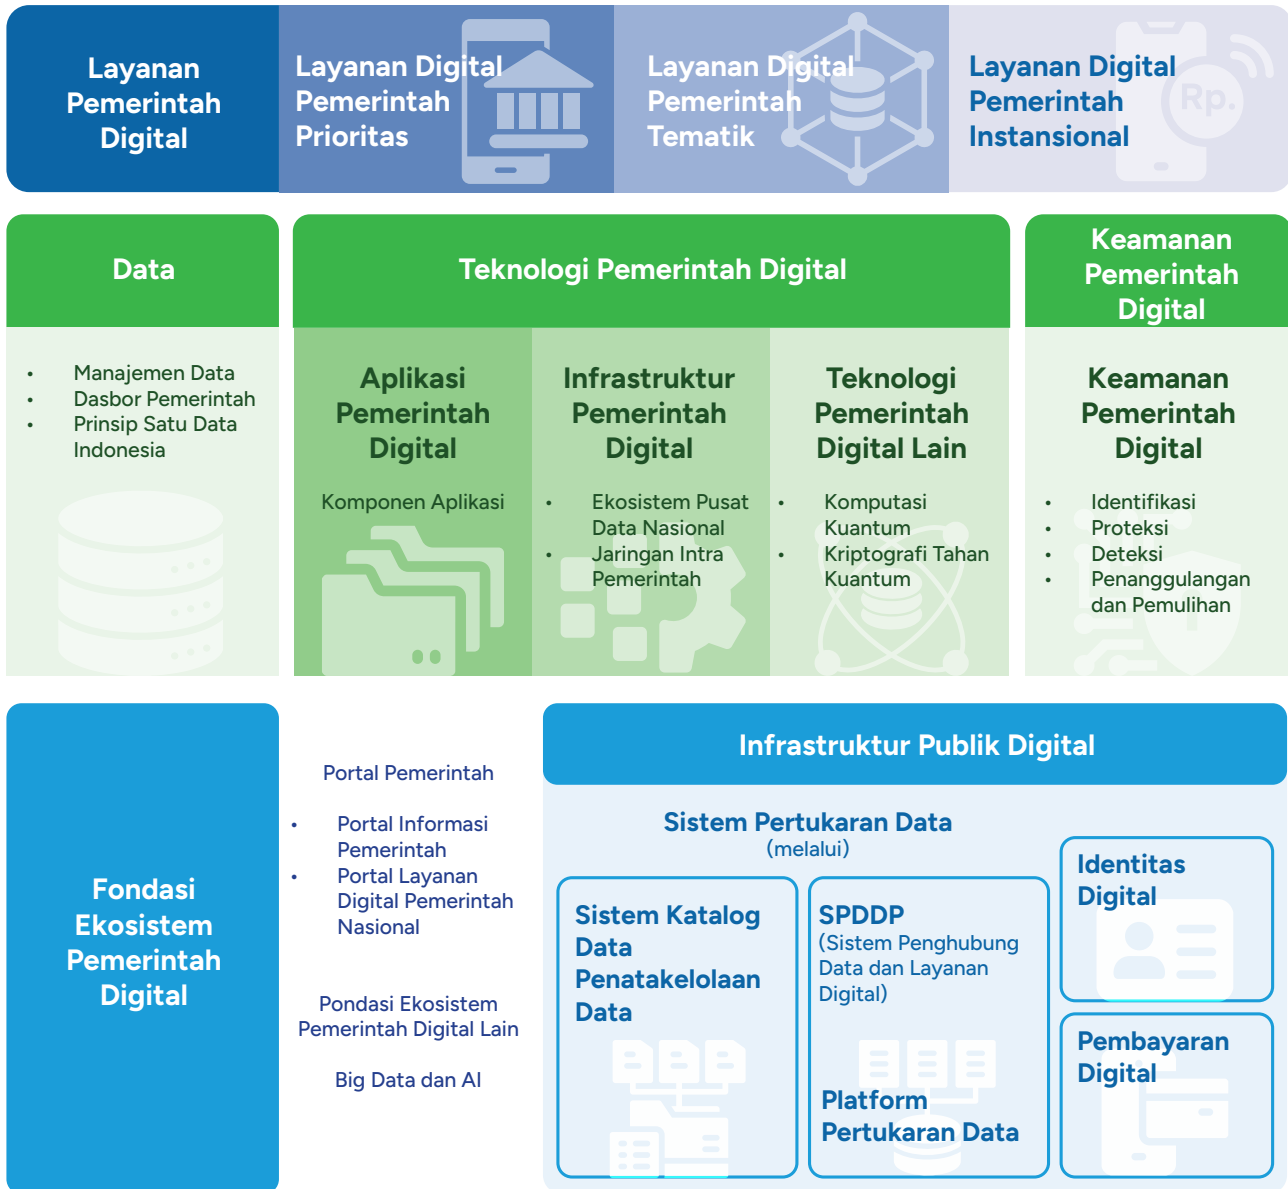 Layanan
Pemerintah
Digital
Layanan Digital
Pemerintah
Prioritas
Layanan Digital
Pemerintah
Tematik
Layanan Digital
Pemerintah
Instansional
Rp.
Data
Teknologi Pemerintah Digital
Keamanan
Pemerintah
Digital
• Manajemen Data
• Dasbor Pemerintah
• Prinsip Satu Data
Indonesia
Aplikasi
Pemerintah
Digital
Komponen Aplikasi
Infrastruktur
Pemerintah
Digital
• Ekosistem Pusat
Data Nasional
• Jaringan Intra
Pemerintah
Teknologi
Pemerintah
Digital Lain
• Komputasi
Kuantum
• Kriptografi Tahan
Kuantum
Keamanan
Pemerintah
Digital
• Identifikasi
• Proteksi
• Deteksi
• Penanggulangan
dan Pemulihan
Fondasi
Ekosistem
Pemerintah
Digital
Portal Pemerintah
• Portal Informasi
Pemerintah
• Portal Layanan
Digital Pemerintah
Nasional
Pondasi Ekosistem
Pemerintah Digital Lain
Big Data dan AI
Infrastruktur Publik Digital
Sistem Pertukaran Data
(melalui)
Sistem Katalog
Data
Penatakelolaan
Data
SPDDP
(Sistem Penghubung
Data dan Layanan
Digital)
Platform
Pertukaran Data
Identitas
Digital
Pembayaran
Digital